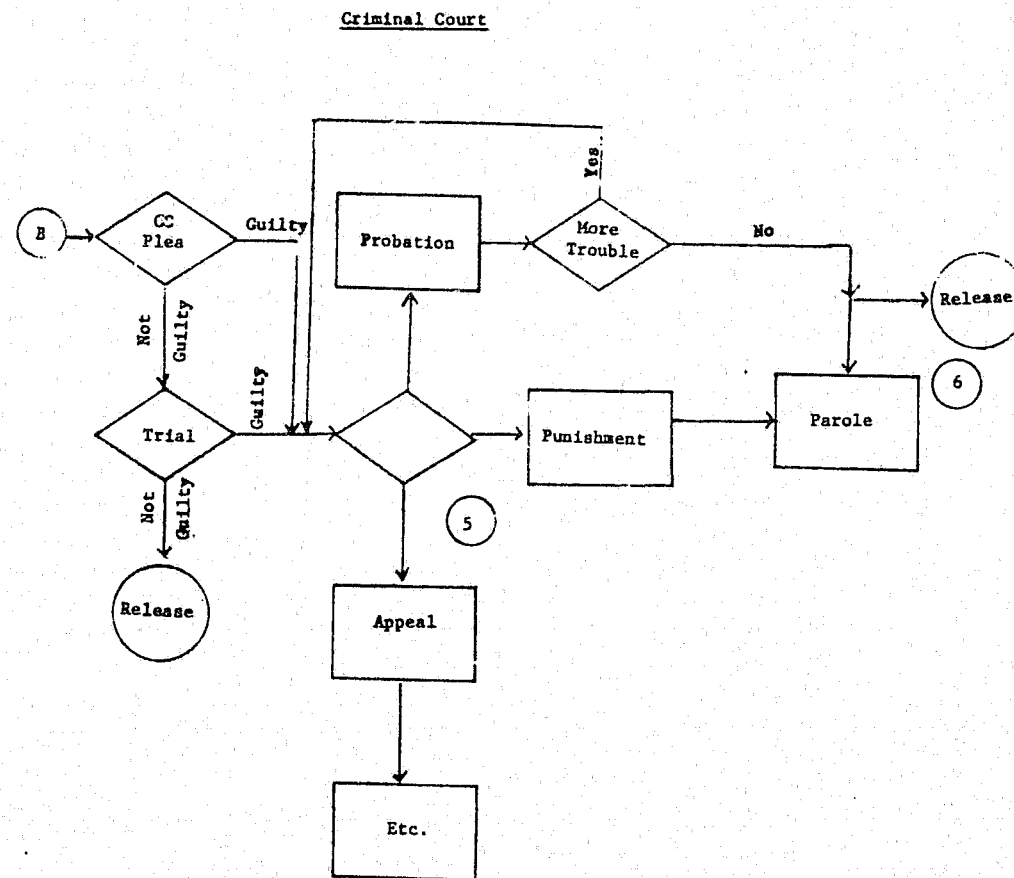 Criminal Court
Yes
B
CC
Plea
Guilty
Probation
More
Trouble
No
Release
Not
Guilty
6
Trial
Guilty
Punishment
Parole
Not
Guilty
5
Release
Appeal
Etc.